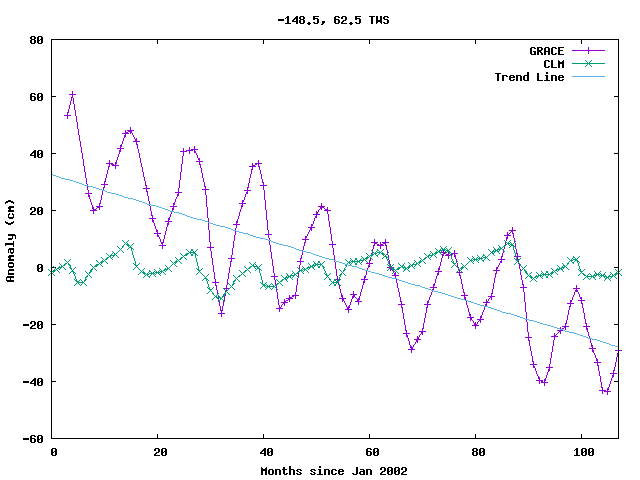 -148.5, 62.5 TWS
GRACE
CLM
Trend Line
80
60
40
20
0
-20
-40
-60
Anomaly (cm)
0 20 40 60 80 100
Months since Jan 2002